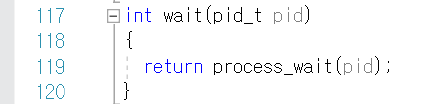 117 int wait(pid_t pid)
118 {
119 return process_wait(pid);
120 }